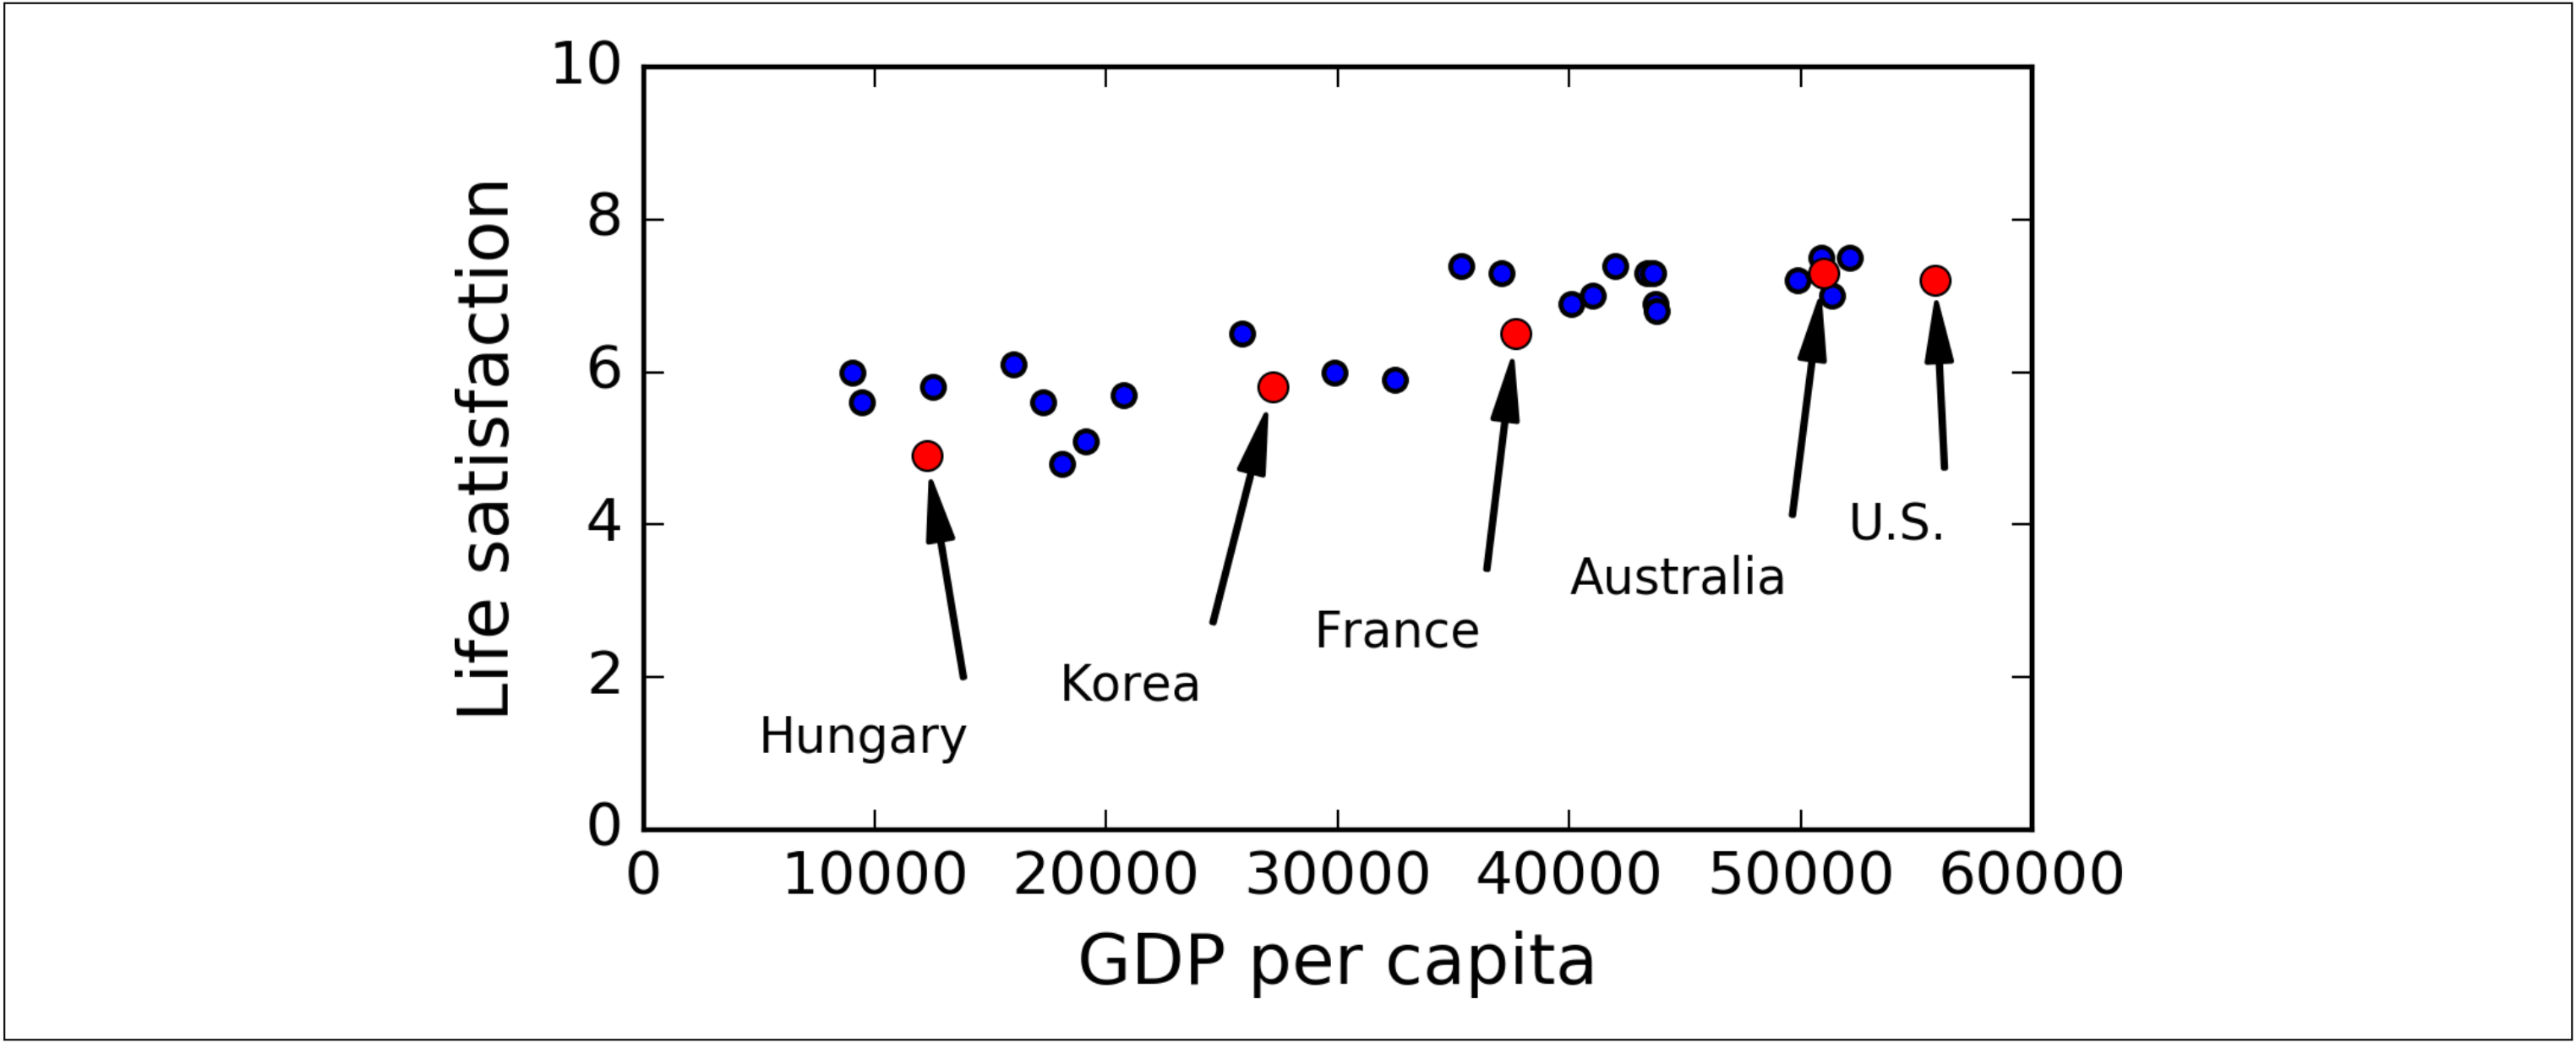 10
8
6
4
2
0
Life satisfaction
U.S.
Australia
France
Korea
Hungary
0 10000 20000 30000 40000 50000 60000
GDP per capita